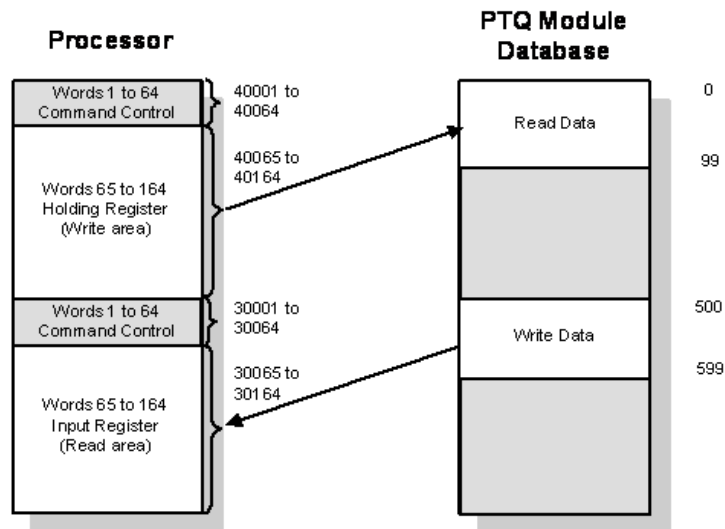 Processor
PTQ Module
Database
Words 1 to 64
Command Control
40001 to
40064
Words 65 to 164
Holding Register
(Write area)
40065 to
40164
Words 1 to 64
Command Control
30001 to
30064
Words 65 to 164
Input Register
(Read area)
30065 to
30164
Read Data
0
99
Write Data
500
599